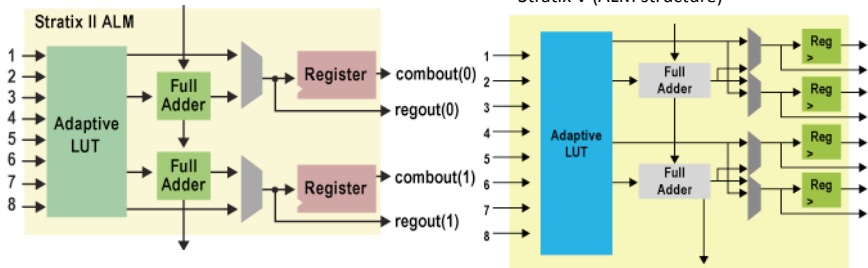 Stratix II ALM
1
2
3
4
5
6
7
8
Adaptive
LUT
Full
Adder
Full
Adder
Register
Register
combout(0)
regout(0)
combout(1)
regout(1)
1
2
3
4
5
6
7
8
Adaptive
LUT
Full
Adder
Full
Adder
Reg
>
Reg
>
Reg
>
Reg
>